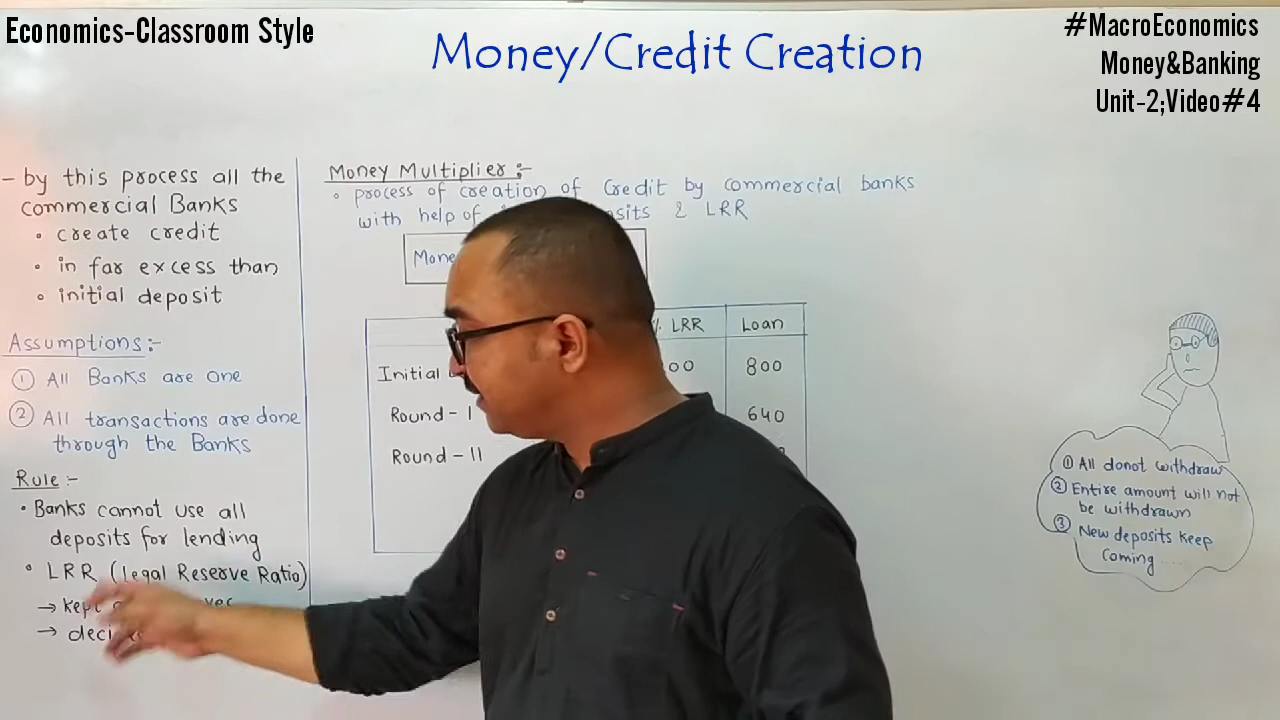 Economics-Classroom Style
Money/Credit Creation
#MacroEconomics
Money&Banking
Unit-2;Video#4
- by this process all the
commercial Banks
• create credit
• in far excess than
• initial deposit
Assumptions:-
① All Banks are one
② All transactions are done
through the Banks
Rule:-
• Banks cannot use all
deposits for lending
• LRR (Legal Reserve Ratio)
→ kept
→
Money Multiplier:-
• process of creation of Credit by commercial banks
with help of & LRR
% LRR Loan
Initial 800
Round-I 640
Round-II
① All donot withdraw
② Entire amount will not
be withdrawn
③ New deposits keep
coming ....